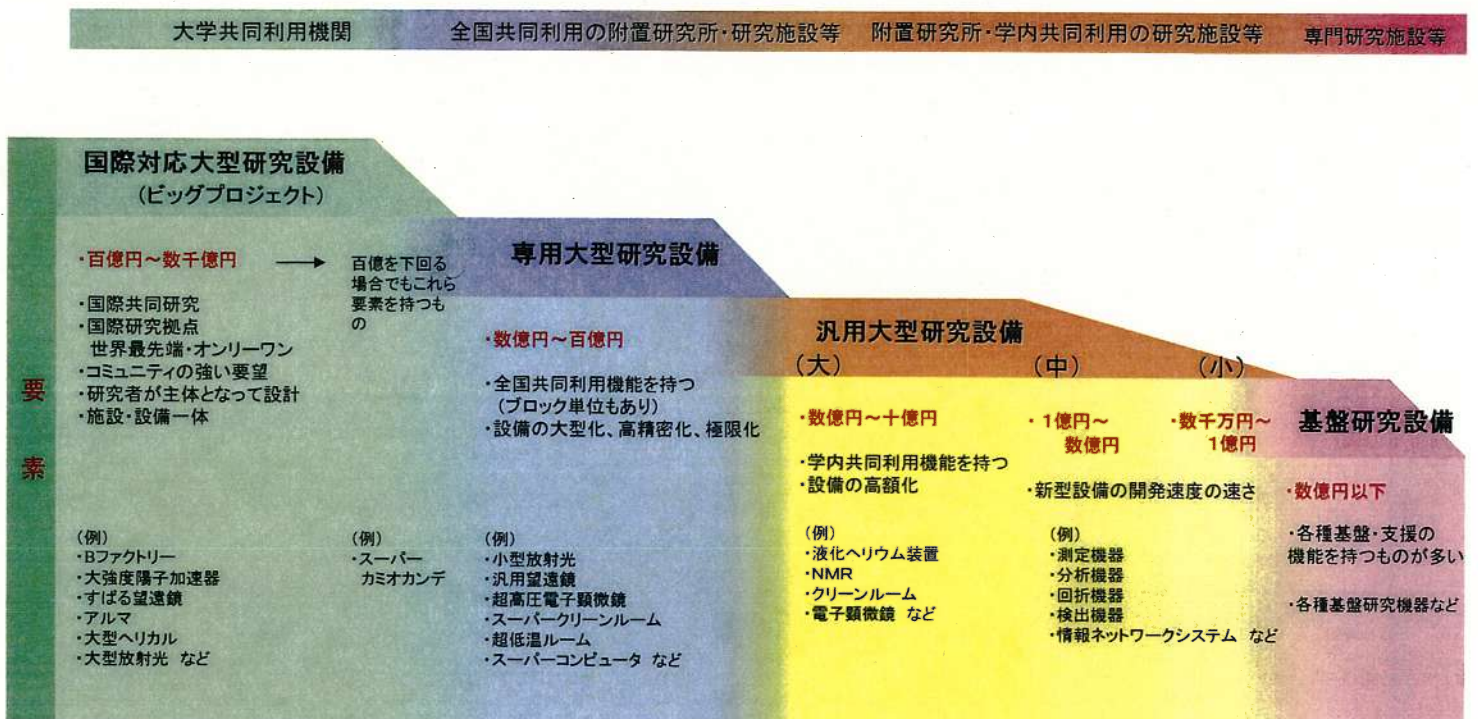 大学共同利用機関
全国共同利用の附置研究所・研究施設等
附置研究所・学内共同利用の研究施設等
専門研究施設等
要
素
国際対応大型研究設備
(ビッグプロジェクト)
・百億円～数千億円
・国際共同研究
・国際研究拠点
世界最先端・オンリーワン
・コミュニティの強い要望
・研究者が主体となって設計
・施設・設備一体
(例)
・Bファクトリー
・大強度陽子加速器
・すばる望遠鏡
・アルマ
・大型ヘリカル
・大型放射光 など
百億を下回る
場合でもこれら
要素を持つも
の
(例)
・スーパー
カミオカンデ
専用大型研究設備
・数億円～百億円
・全国共同利用機能を持つ
(ブロック単位もあり)
・設備の大型化、高精密化、極限化
(例)
・小型放射光
・汎用望遠鏡
・超高圧電子顕微鏡
・スーパークリーンルーム
・超低温ルーム
・スーパーコンピュータ など
汎用大型研究設備
(大)
・数億円～十億円
・学内共同利用機能を持つ
・設備の高額化
(例)
・液化ヘリウム装置
・NMR
・クリーンルーム
・電子顕微鏡 など
(中)
・1億円～
数億円
(小)
・数千万円～
1億円
・新型設備の開発速度の速さ
(例)
・測定機器
・分析機器
・回折機器
・検出機器
・情報ネットワークシステム など
基盤研究設備
・数億円以下
・各種基盤・支援の
機能を持つものが多い
・各種基盤研究機器など